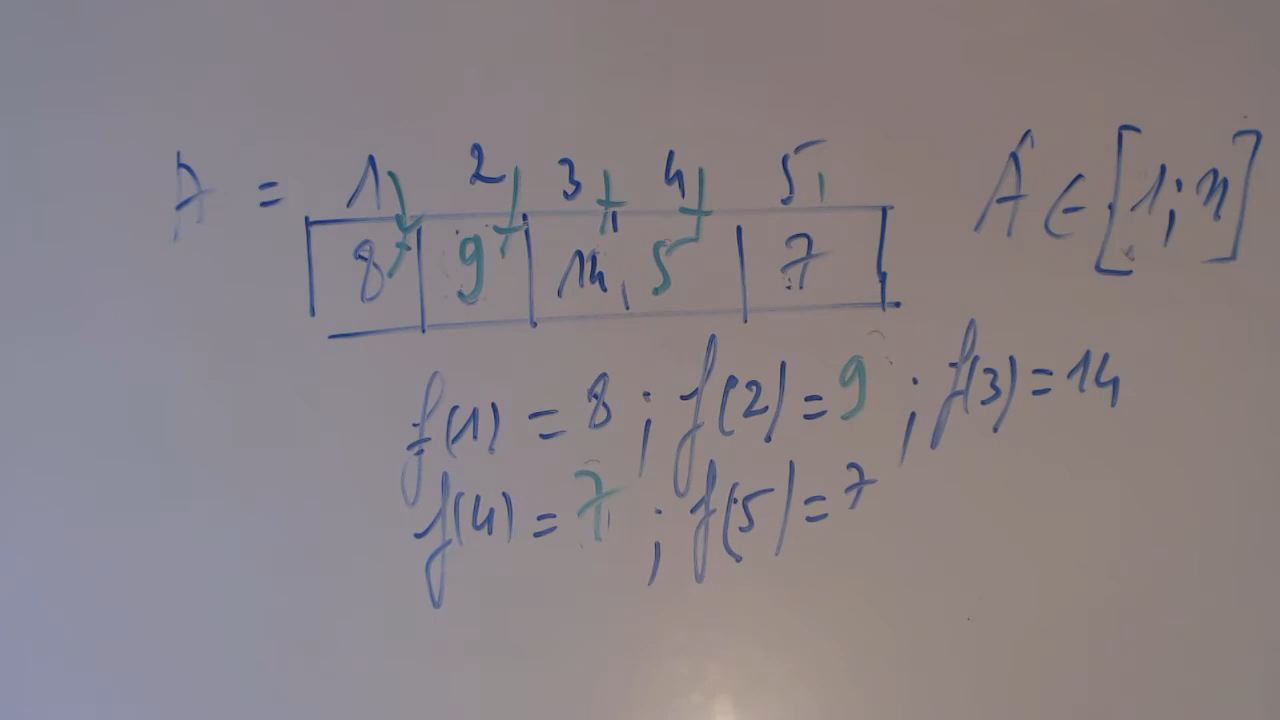 A = 1 2 3 4 5 A ∈ [1; n]
8 9 14 5 7
f(1) = 8 ; f(2) = 9 ; f(3) = 14
f(4) = 7 ; f(5) = 7